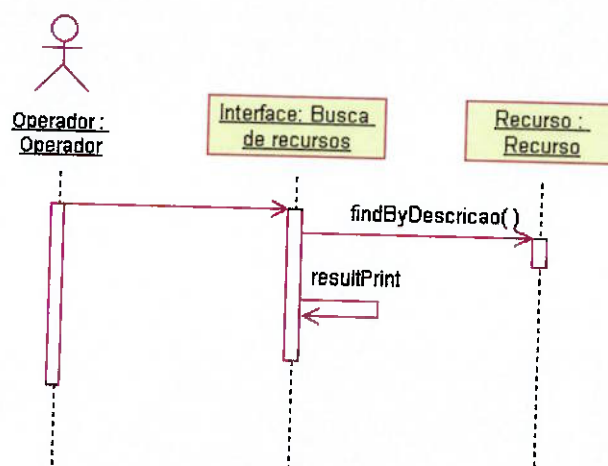 Operador :
Operador
Interface: Busca
de recursos
Recurso :
Recurso
findByDescricao( )
resultPrint